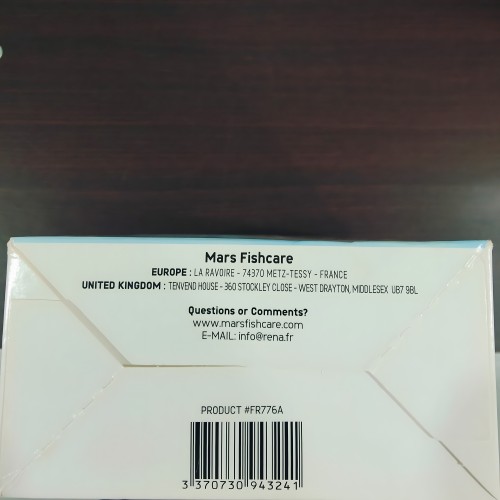 Mars Fishcare
EUROPE : LA RAVOIRE - 74370 METZ-TESSY - FRANCE
UNITED KINGDOM : TENVEND HOUSE - 360 STOCKLEY CLOSE - WEST DRAYTON, MIDDLESEX UB7 9BL
Questions or Comments?
www.marsfishcare.com
E-MAIL: info@rena.fr
PRODUCT #FR776A
3 370730 943241